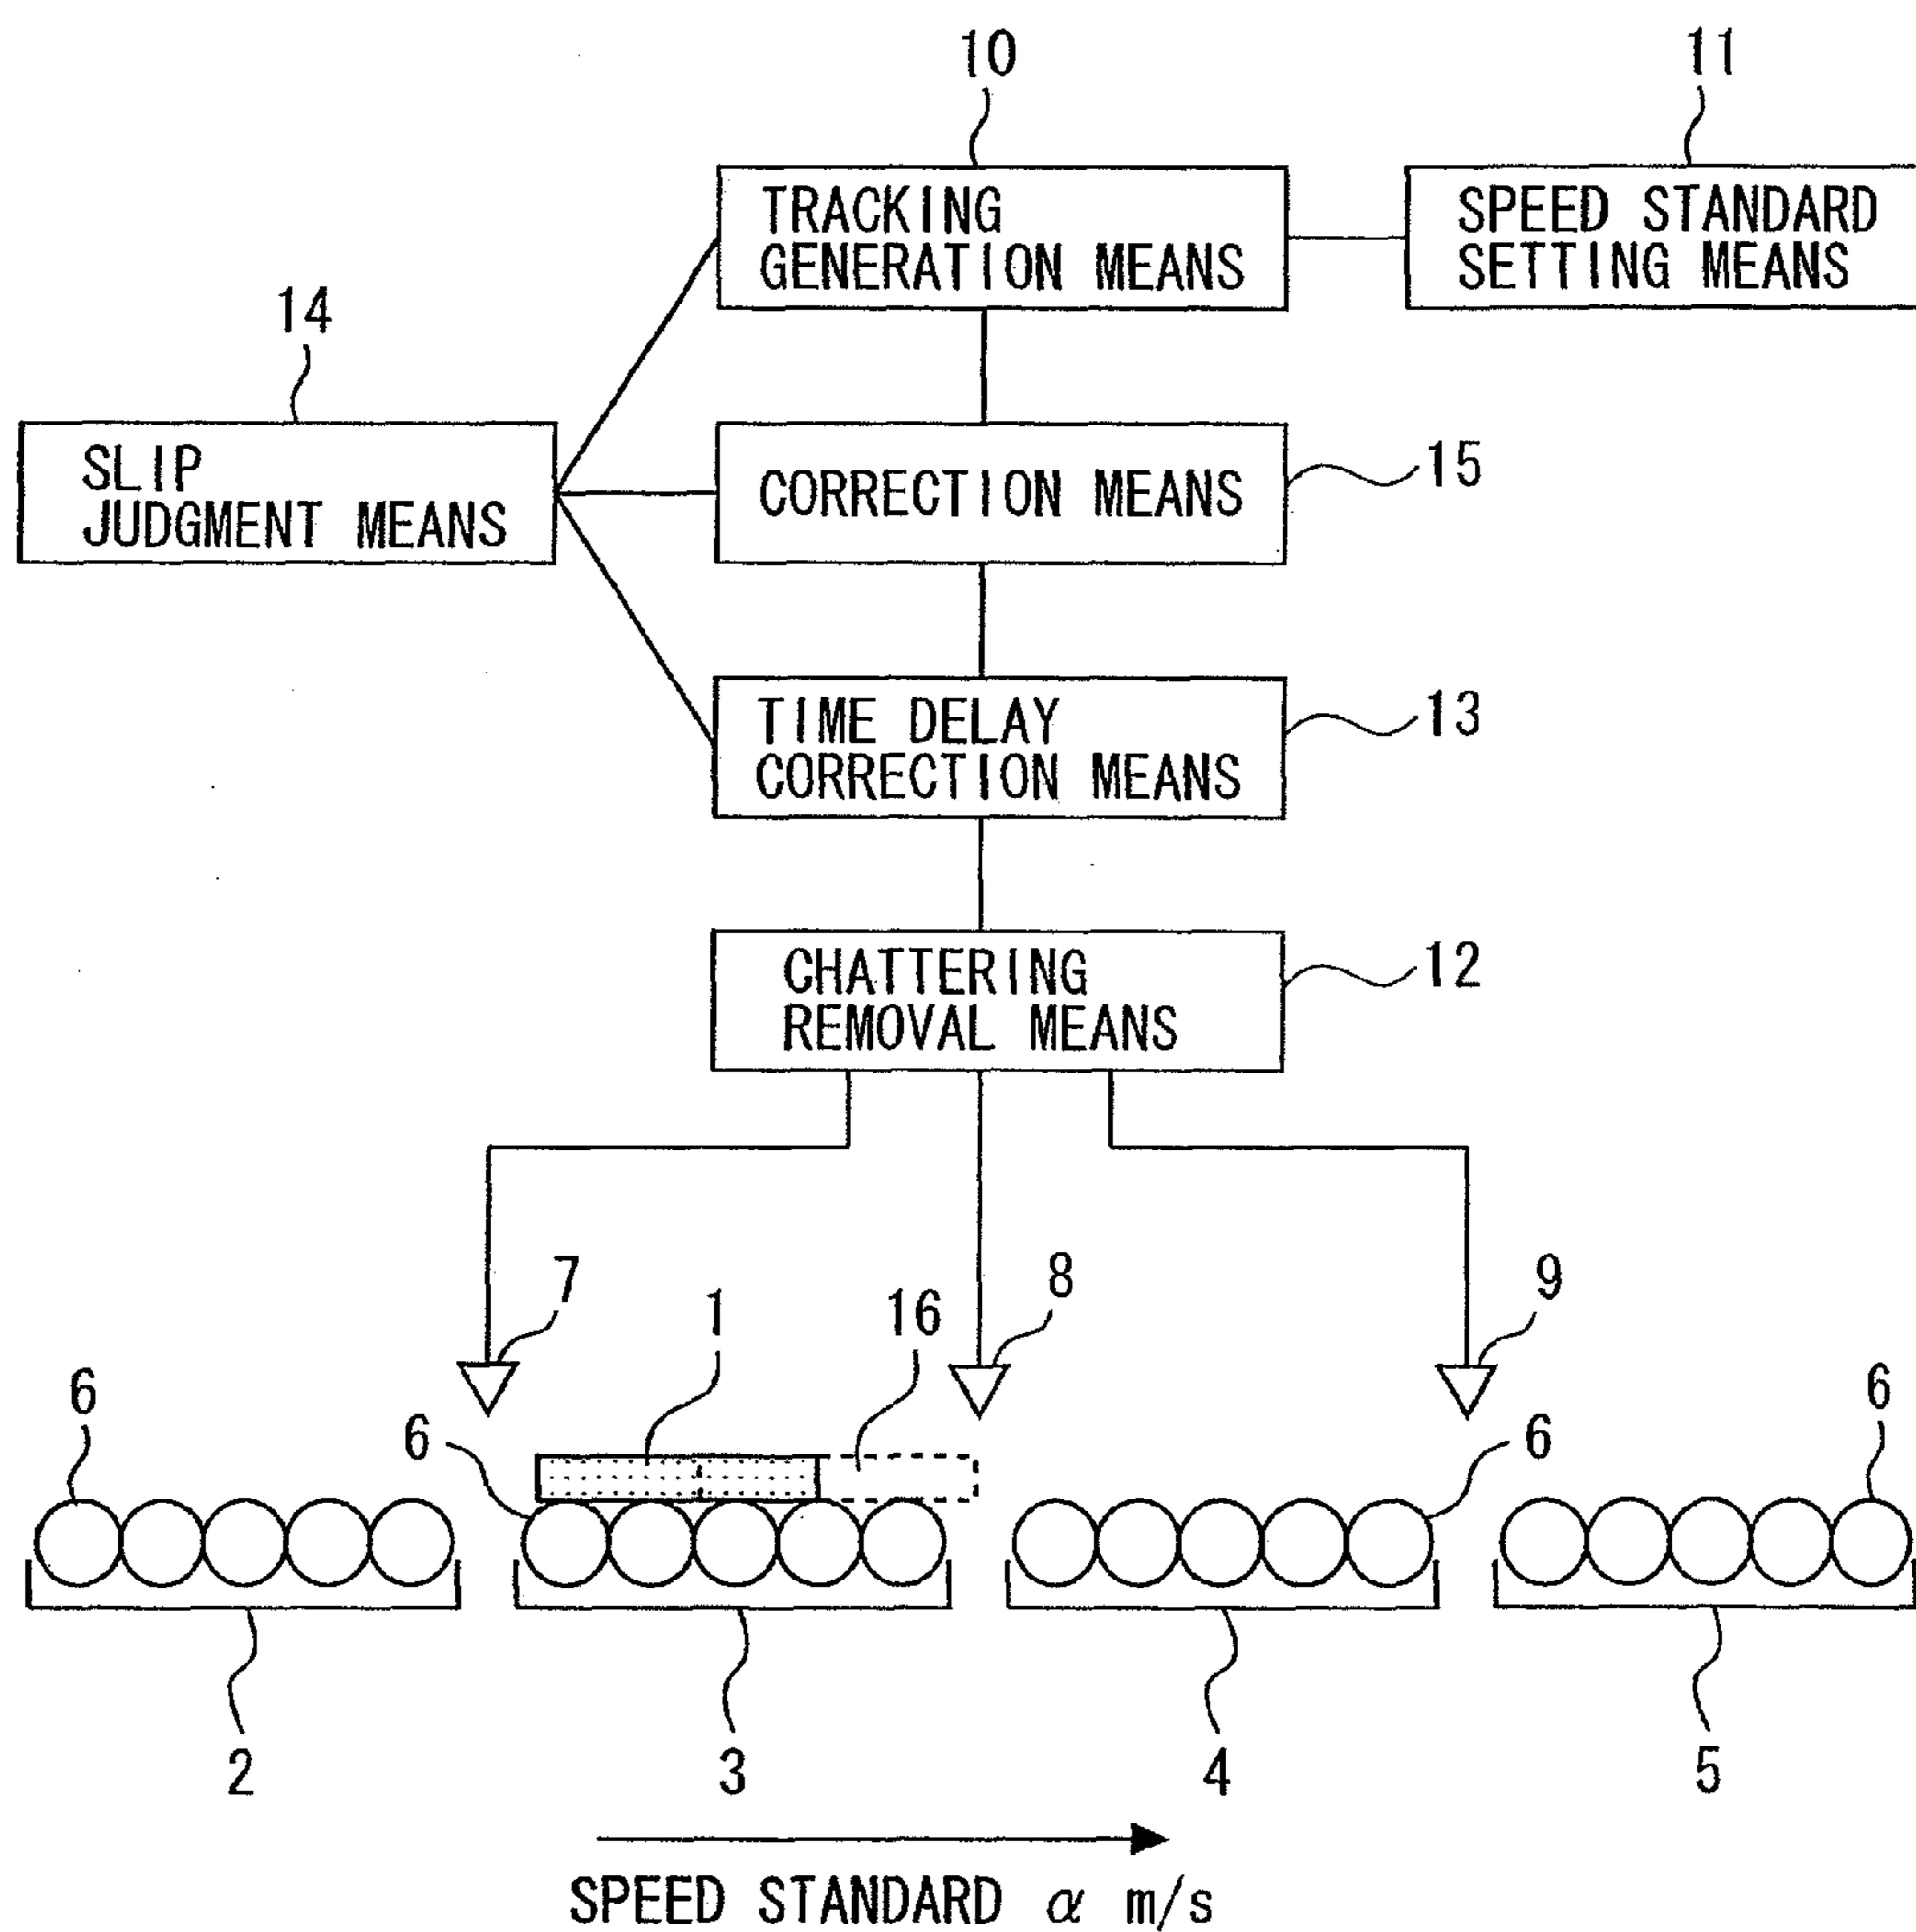 10
11
TRACKING
GENERATION MEANS
SPEED STANDARD
SETTING MEANS
14
SLIP
JUDGMENT MEANS
CORRECTION MEANS
15
TIME DELAY
CORRECTION MEANS
13
CHATTERING
REMOVAL MEANS
12
7
1
16
8
9
6
6
6
6
2
3
4
5
SPEED STANDARD α m/s